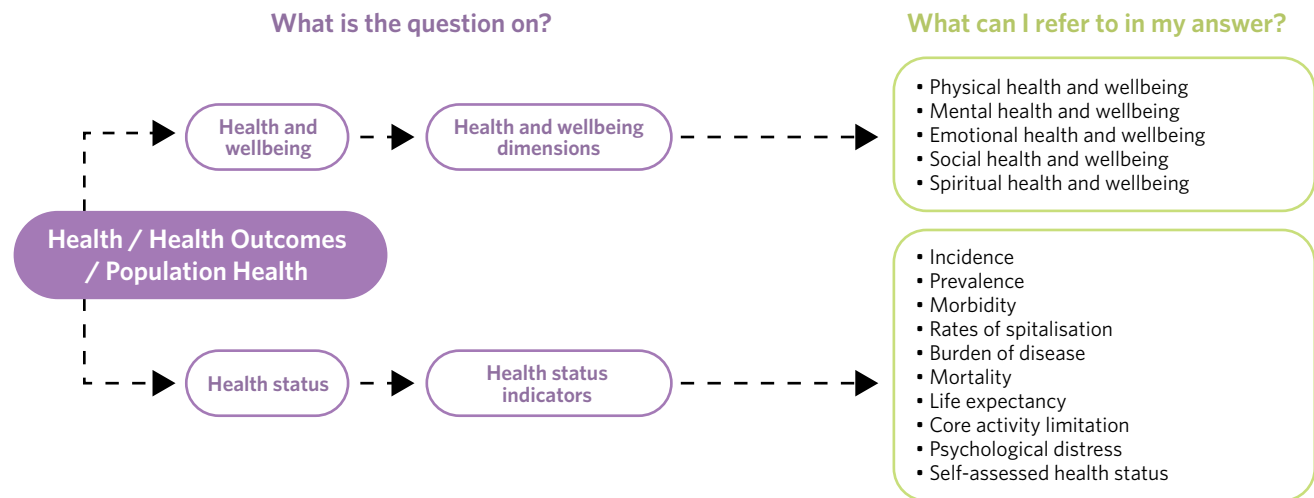 What is the question on?
What can I refer to in my answer?
Health and
wellbeing
Health and wellbeing
dimensions
• Physical health and wellbeing
• Mental health and wellbeing
• Emotional health and wellbeing
• Social health and wellbeing
• Spiritual health and wellbeing
Health / Health Outcomes
/ Population Health
Health status
Health status
indicators
• Incidence
• Prevalence
• Morbidity
• Rates of spitalisation
• Burden of disease
• Mortality
• Life expectancy
• Core activity limitation
• Psychological distress
• Self-assessed health status